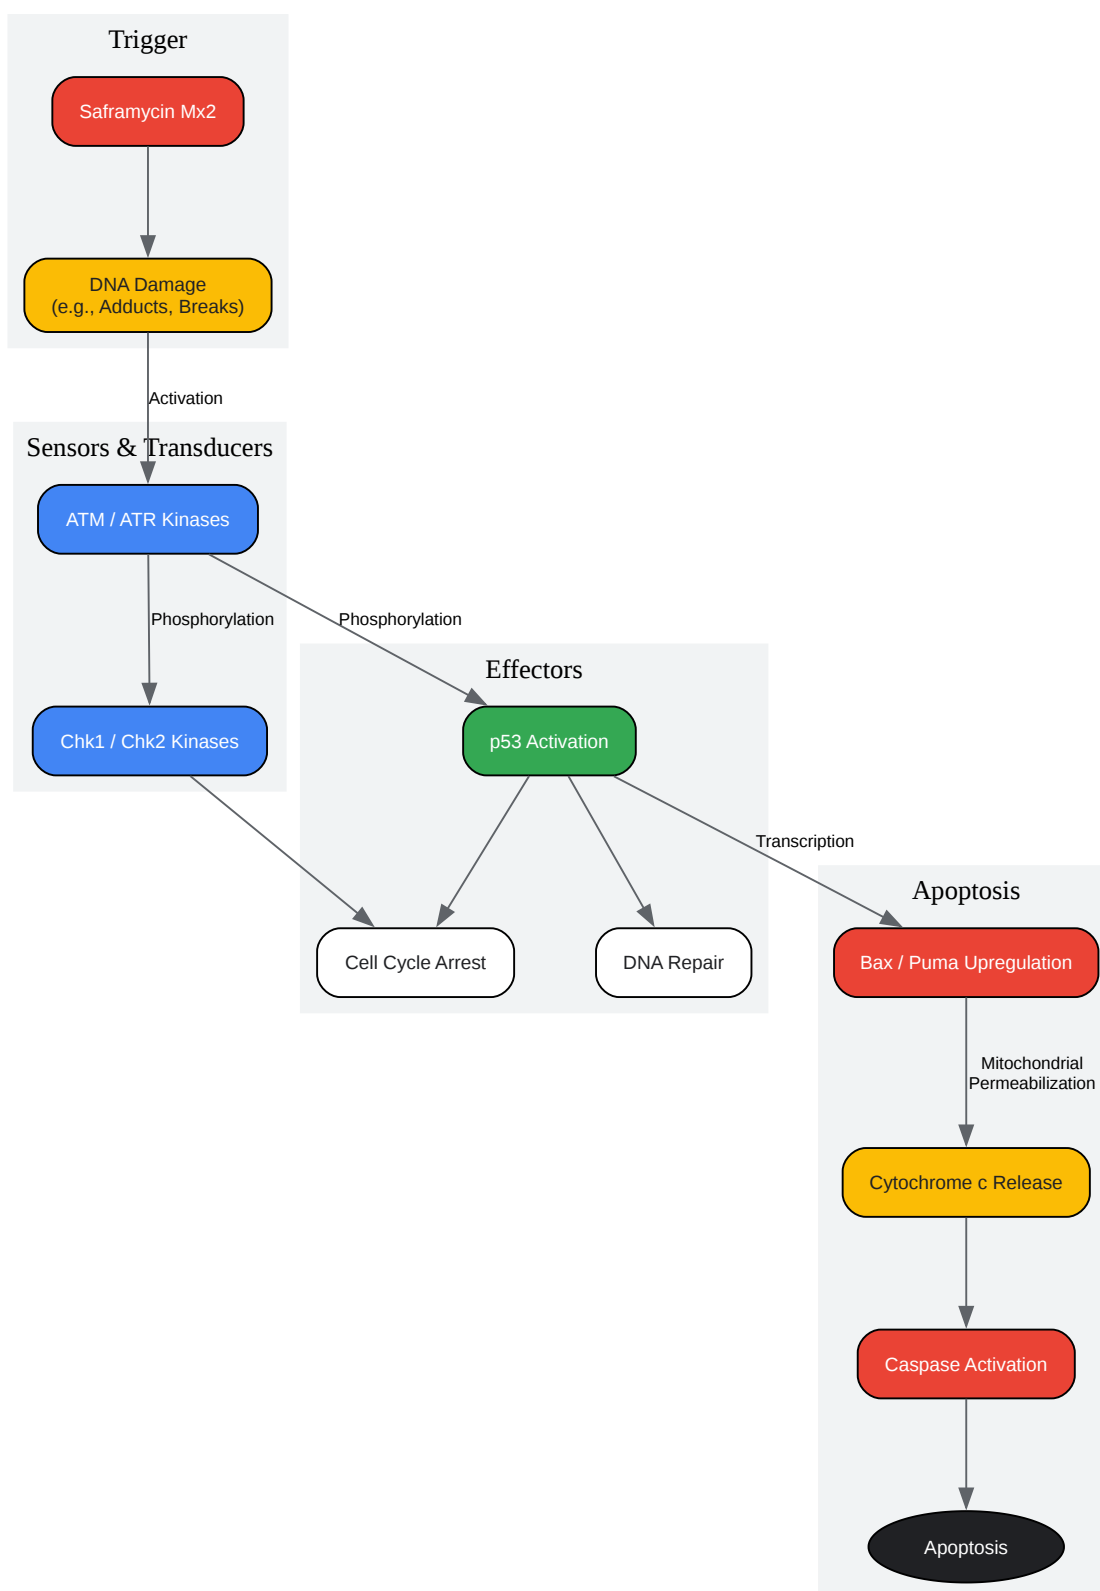 Trigger
Saframycin Mx2
DNA Damage
(e.g., Adducts, Breaks)
Activation
Sensors & Transducers
ATM / ATR Kinases
Phosphorylation
Phosphorylation
Effectors
Chk1 / Chk2 Kinases
p53 Activation
Transcription
Apoptosis
Cell Cycle Arrest
DNA Repair
Bax / Puma Upregulation
Mitochondrial
Permeabilization
Cytochrome c Release
Caspase Activation
Apoptosis